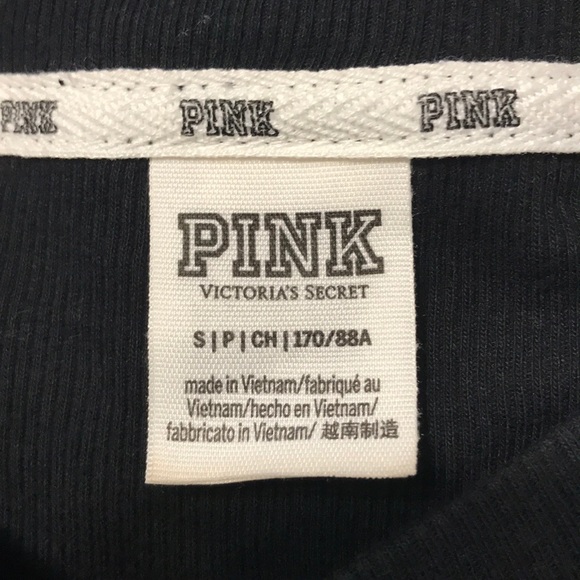 PINK PINK PINK
PINK
VICTORIA'S SECRET
S|P|CH|170/88A
made in Vietnam/fabriqué au
Vietnam/hecho en Vietnam/
fabbricato in Vietnam/ 越南制造